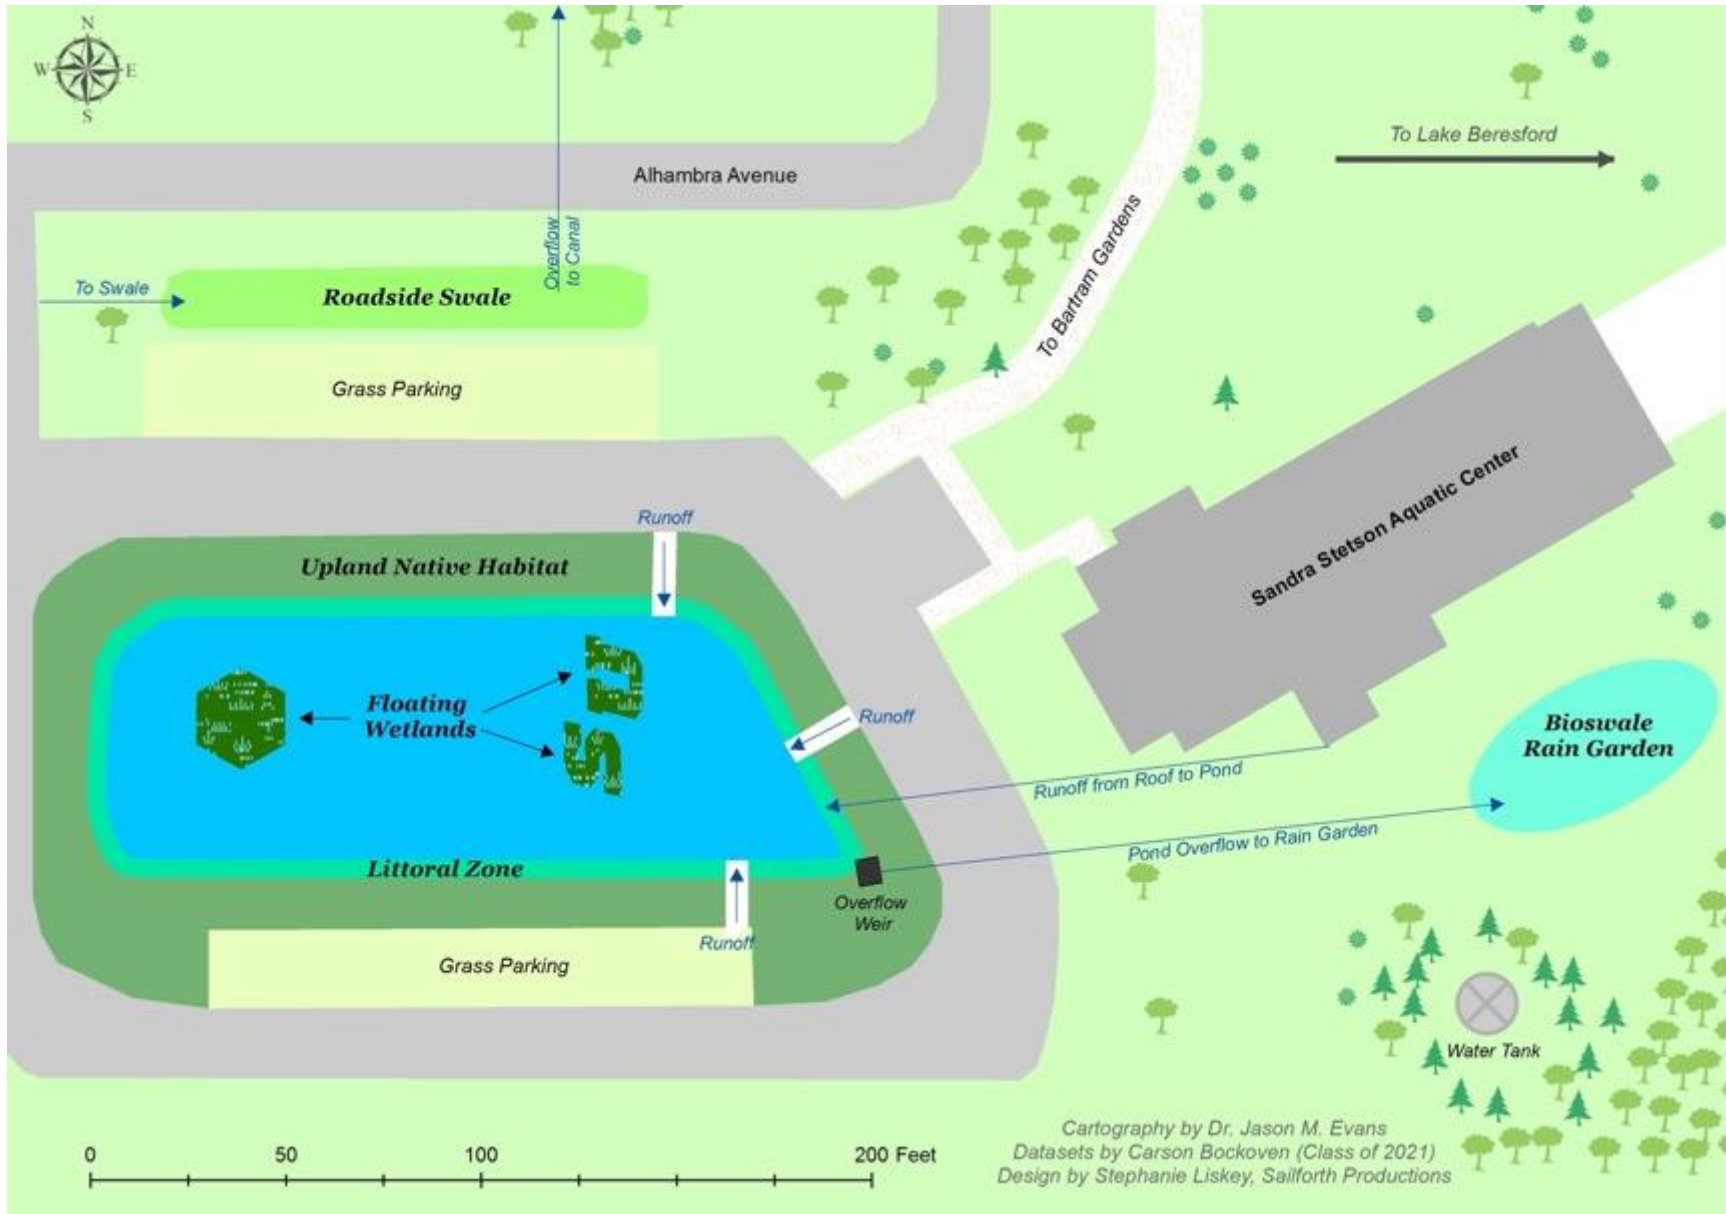 N
W E
S
To Lake Beresford
Alhambra Avenue
To Bartram Gardens
Overflow
to Canal
To Swale
Roadside Swale
Grass Parking
Sandra Stetson Aquatic Center
Runoff
Upland Native Habitat
Floating
Wetlands
Runoff
Bioswale
Rain Garden
Runoff from Roof to Pond
Pond Overflow to Rain Garden
Littoral Zone
Overflow
Weir
Runoff
Grass Parking
Water Tank
Cartography by Dr. Jason M. Evans
Datasets by Carson Bockoven (Class of 2021)
Design by Stephanie Liskey, Sailforth Productions
0 50 100 200 Feet
S U